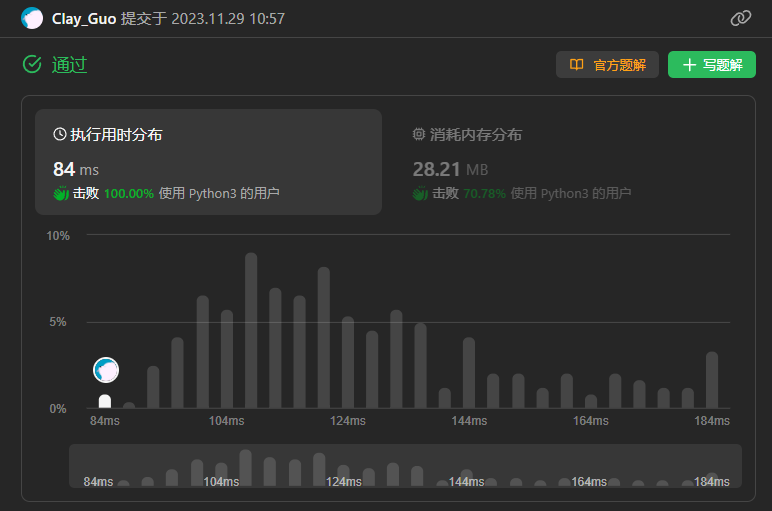 Clay_Guo 提交于 2023.11.29 10:57
通过
官方题解
写题解
执行用时分布
84 ms
击败 100.00% 使用 Python3 的用户
消耗内存分布
28.21 MB
击败 70.78% 使用 Python3 的用户
10%
5%
0%
84ms 104ms 124ms 144ms 164ms 184ms
84ms 104ms 124ms 144ms 164ms 184ms